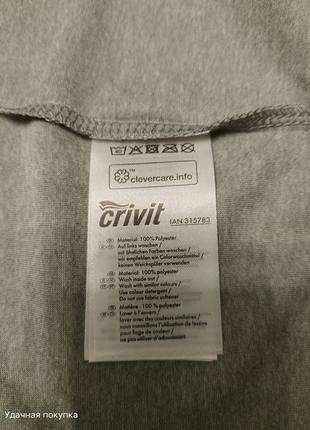 clevercare.info
crivit
IAN 315783
Material: 100% Polyester
Auf links waschen /
mit ähnlichen Farben waschen /
wir empfehlen ein Colorwaschmittel /
keinen Weichspüler verwenden
Material: 100% polyester
Wash inside out /
Wash with similar colours /
Use colour detergent /
Do not use fabric softener
Matière : 100 % polyester
Laver à l'envers /
laver avec des couleurs similaires /
nous conseillons l'utilisation de lessive
pour linge de couleur /
ne pas utiliser d'adoucissant
Удачная покупка